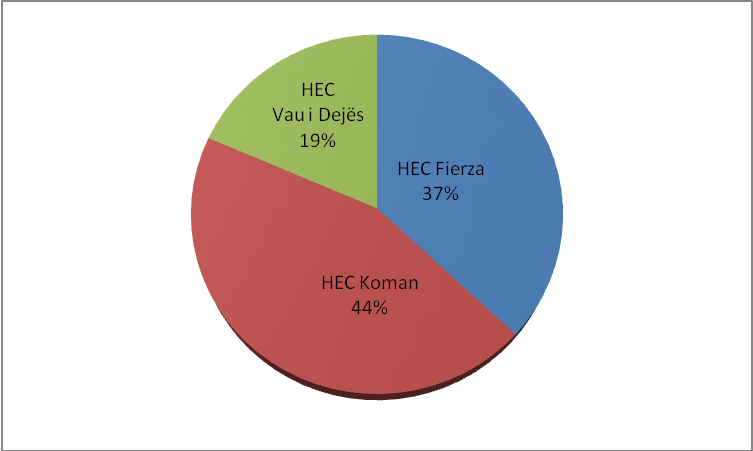 HEC
Vau i Dejës
19%
HEC Fierza
37%
HEC Koman
44%